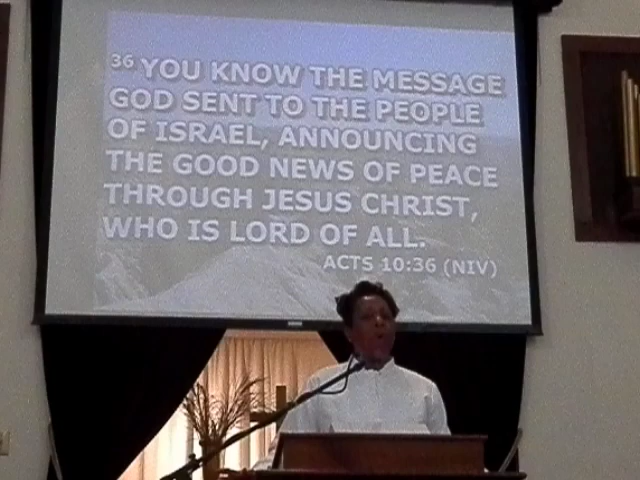 36 YOU KNOW THE MESSAGE
GOD SENT TO THE PEOPLE
OF ISRAEL, ANNOUNCING
THE GOOD NEWS OF PEACE
THROUGH JESUS CHRIST,
WHO IS LORD OF ALL.
ACTS 10:36 (NIV)